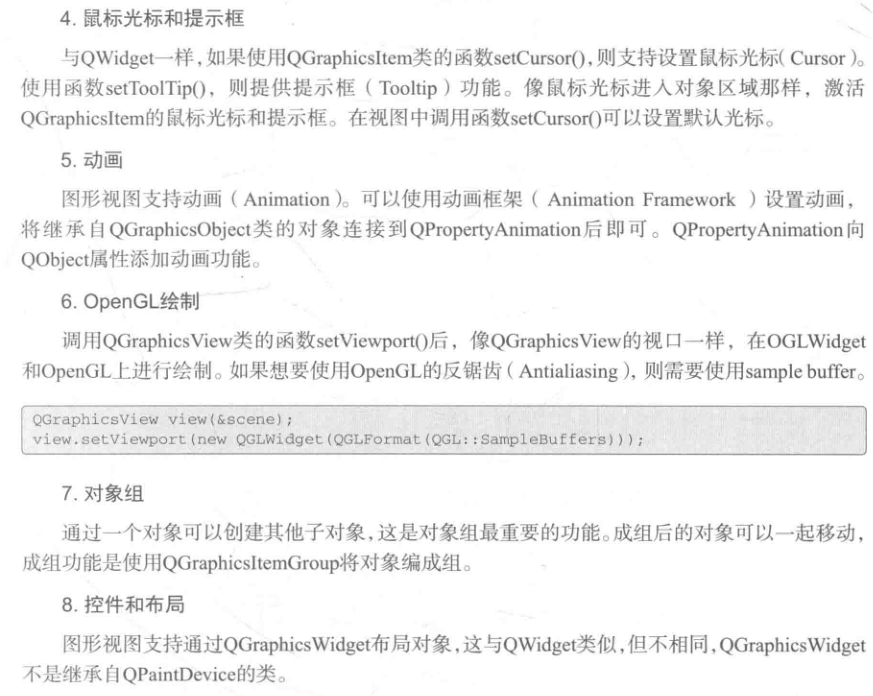 4. 鼠标光标和提示框
与QWidget一样，如果使用QGraphicsItem类的函数setCursor()，则支持设置鼠标光标（Cursor）。
使用函数setToolTip()，则提供提示框（Tooltip）功能。像鼠标光标进入对象区域那样，激活
QGraphicsItem的鼠标光标和提示框。在视图中调用函数setCursor()可以设置默认光标。
5. 动画
图形视图支持动画（Animation）。可以使用动画框架（Animation Framework）设置动画，
将继承自QGraphicsObject类的对象连接到QPropertyAnimation后即可。QPropertyAnimation向
QObject属性添加动画功能。
6. OpenGL绘制
调用QGraphicsView类的函数setViewport()后，像QGraphicsView的视口一样，在OGLWidget
和OpenGL上进行绘制。如果想要使用OpenGL的反锯齿（Antialiasing），则需要使用sample buffer。
QGraphicsView view(&scene);
view.setViewport(new QGLWidget(QGLFormat(QGL::SampleBuffers)));
7. 对象组
通过一个对象可以创建其他子对象，这是对象组最重要的功能。成组后的对象可以一起移动，
成组功能是使用QGraphicsItemGroup将对象编成组。
8. 控件和布局
图形视图支持通过QGraphicsWidget布局对象，这与QWidget类似，但不相同，QGraphicsWidget
不是继承自QPaintDevice的类。